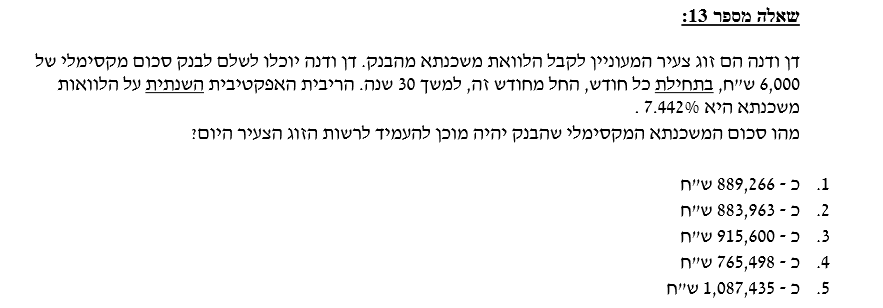 שאלה מספר 13:
דן ודנה הם זוג צעיר המעוניין לקבל הלוואת משכנתא מהבנק. דן ודנה יוכלו לשלם לבנק סכום מקסימלי של
6,000 ש״ח, בתחילת כל חודש, החל מחודש זה, למשך 30 שנה. הריבית האפקטיבית השנתית על הלוואות
משכנתא היא 7.442% .
מהו סכום המשכנתא המקסימלי שהבנק יהיה מוכן להעמיד לרשות הזוג הצעיר היום?
1. כ - 889,266 ש״ח
2. כ - 883,963 ש״ח
3. כ - 915,600 ש״ח
4. כ - 765,498 ש״ח
5. כ - 1,087,435 ש״ח